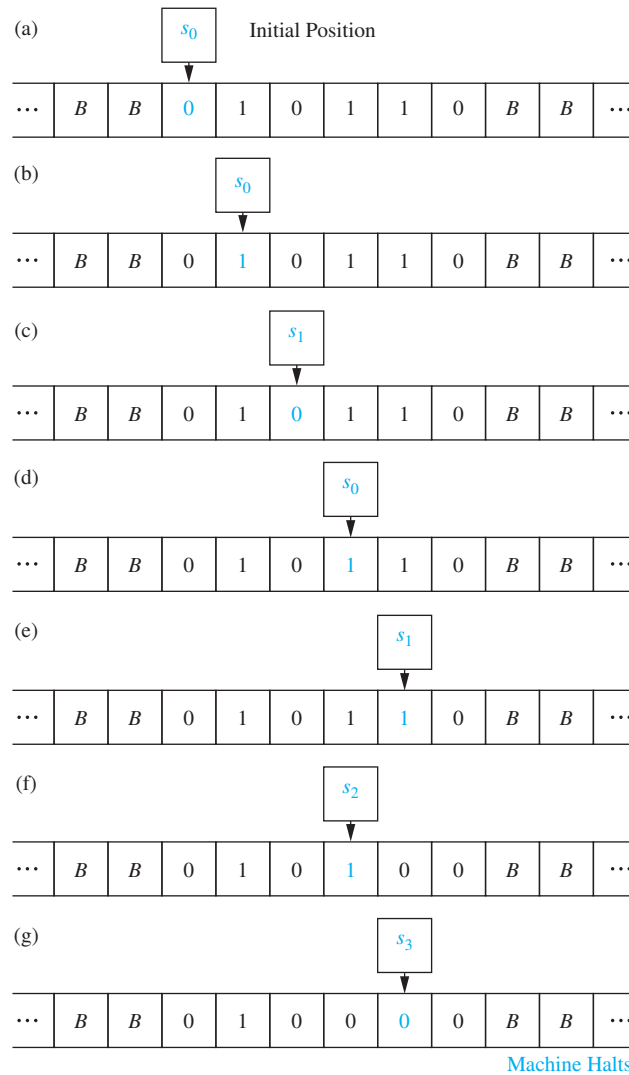 (a) s₀ Initial Position
... B B 0 1 0 1 1 0 B B ...
(b) s₀
... B B 0 1 0 1 1 0 B B ...
(c) s₁
... B B 0 1 0 1 1 0 B B ...
(d) s₀
... B B 0 1 0 1 1 0 B B ...
(e) s₁
... B B 0 1 0 1 1 0 B B ...
(f) s₂
... B B 0 1 0 1 0 0 B B ...
(g) s₃
... B B 0 1 0 0 0 0 B B ...
Machine Halts